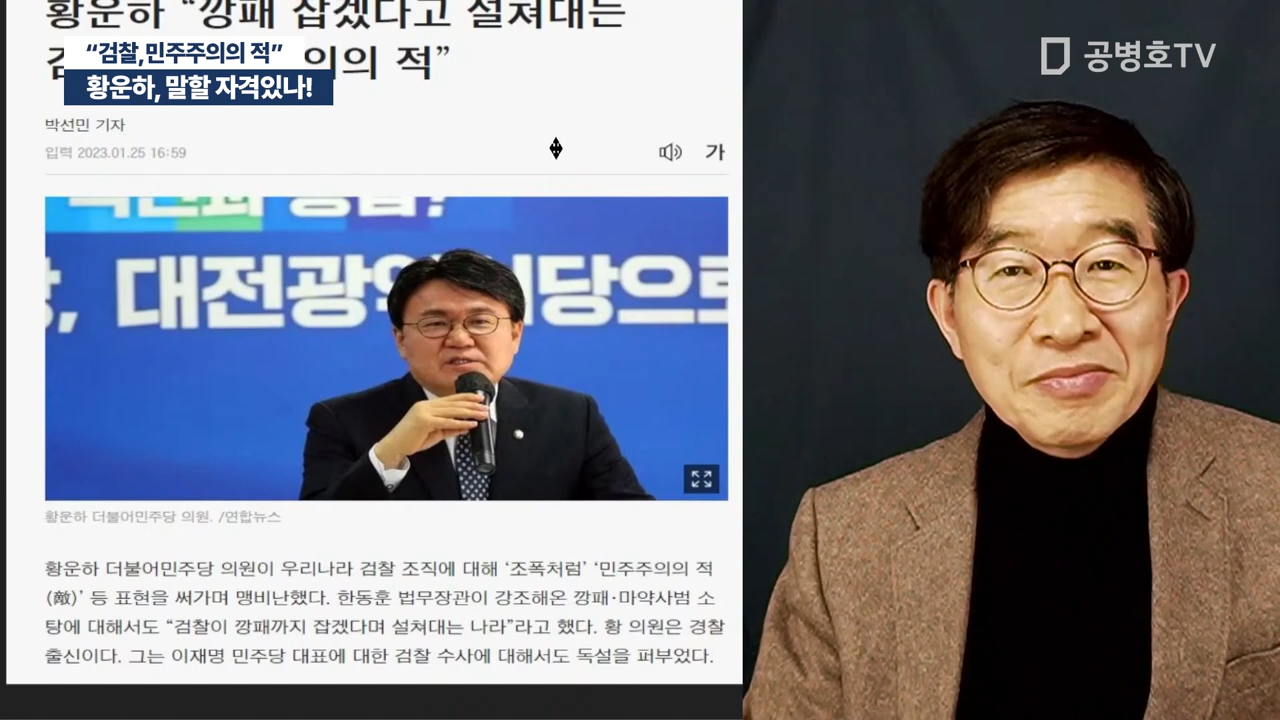 황운하 “깡패 잡겠다고 설쳐대는
의의 적”
“검찰,민주주의의 적”
황운하, 말할 자격있나!
공병호TV
박선민 기자
입력 2023.01.25 16:59
가
, 대전광역시당으로
황운하 더불어민주당 의원. /연합뉴스
황운하 더불어민주당 의원이 우리나라 검찰 조직에 대해 ‘조폭처럼’ ‘민주주의의 적
(敵)’ 등 표현을 써가며 맹비난했다. 한동훈 법무장관이 강조해온 깡패·마약사범 소
탕에 대해서도 “검찰이 깡패까지 잡겠다며 설쳐대는 나라”라고 했다. 황 의원은 경찰
출신이다. 그는 이재명 민주당 대표에 대한 검찰 수사에 대해서도 독설을 퍼부었다.